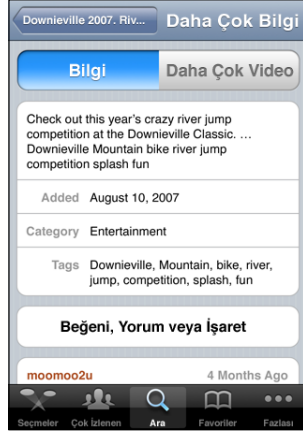 Downieville 2007. Riv... Daha Çok Bilgi
Bilgi Daha Çok Video
Check out this year's crazy river jump
competition at the Downieville Classic. ...
Downieville Mountain bike river jump
competition splash fun
Added August 10, 2007
Category Entertainment
Tags Downieville, Mountain, bike, river,
jump, competition, splash, fun
Beğeni, Yorum veya İşaret
moomoo2u 4 Months Ago
Seçmeler Çok İzlenen Ara Favoriler Fazlası